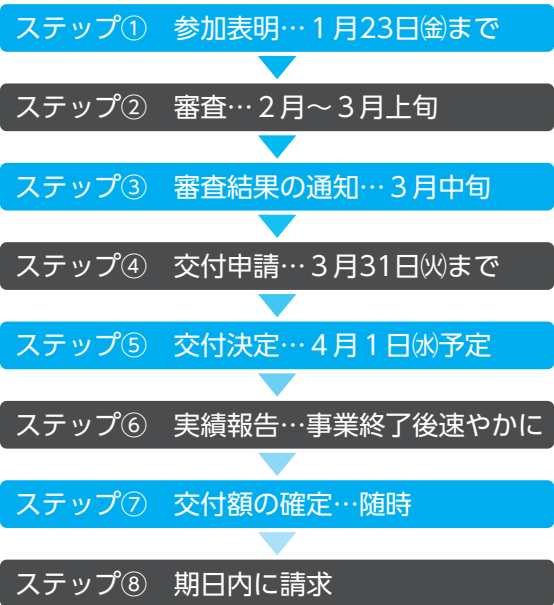 ステップ①　参加表明…１月23日㈮まで
ステップ②　審査…２月〜３月上旬
ステップ③　審査結果の通知…３月中旬
ステップ④　交付申請…３月31日㈫まで
ステップ⑤　交付決定…４月１日㈬予定
ステップ⑥　実績報告…事業終了後速やかに
ステップ⑦　交付額の確定…随時
ステップ⑧　期日内に請求